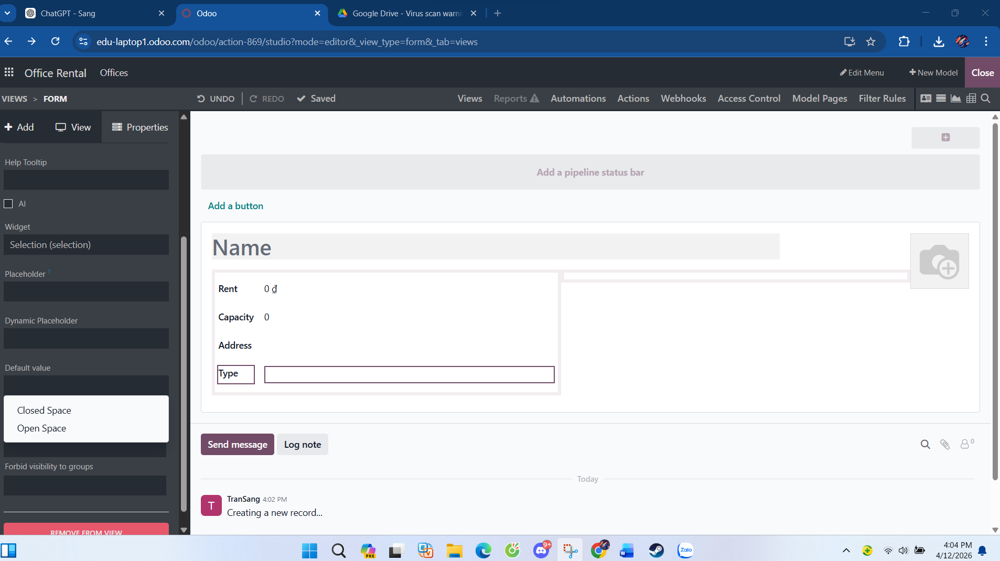 ChatGPT - Sang
Odoo
Google Drive - Virus scan warni
edu-laptop1.odoo.com/odoo/action-869/studio?mode=editor&_view_type=form&_tab=views
Office Rental
Offices
Edit Menu
New Model
Close
VIEWS > FORM
UNDO
REDO
Saved
Views
Reports
Automations
Actions
Webhooks
Access Control
Model Pages
Filter Rules
Add
View
Properties
Help Tooltip
AI
Widget
Selection (selection)
Placeholder ?
Dynamic Placeholder
Default value
Closed Space
Open Space
Forbid visibility to groups
REMOVE FROM VIEW
Add a pipeline status bar
Add a button
Name
Rent 0 ₫
Capacity 0
Address
Type
Send message
Log note
0
Today
T
TranSang 4:02 PM
Creating a new record...
PRE
9+
W
Zalo
4:04 PM
4/12/2026